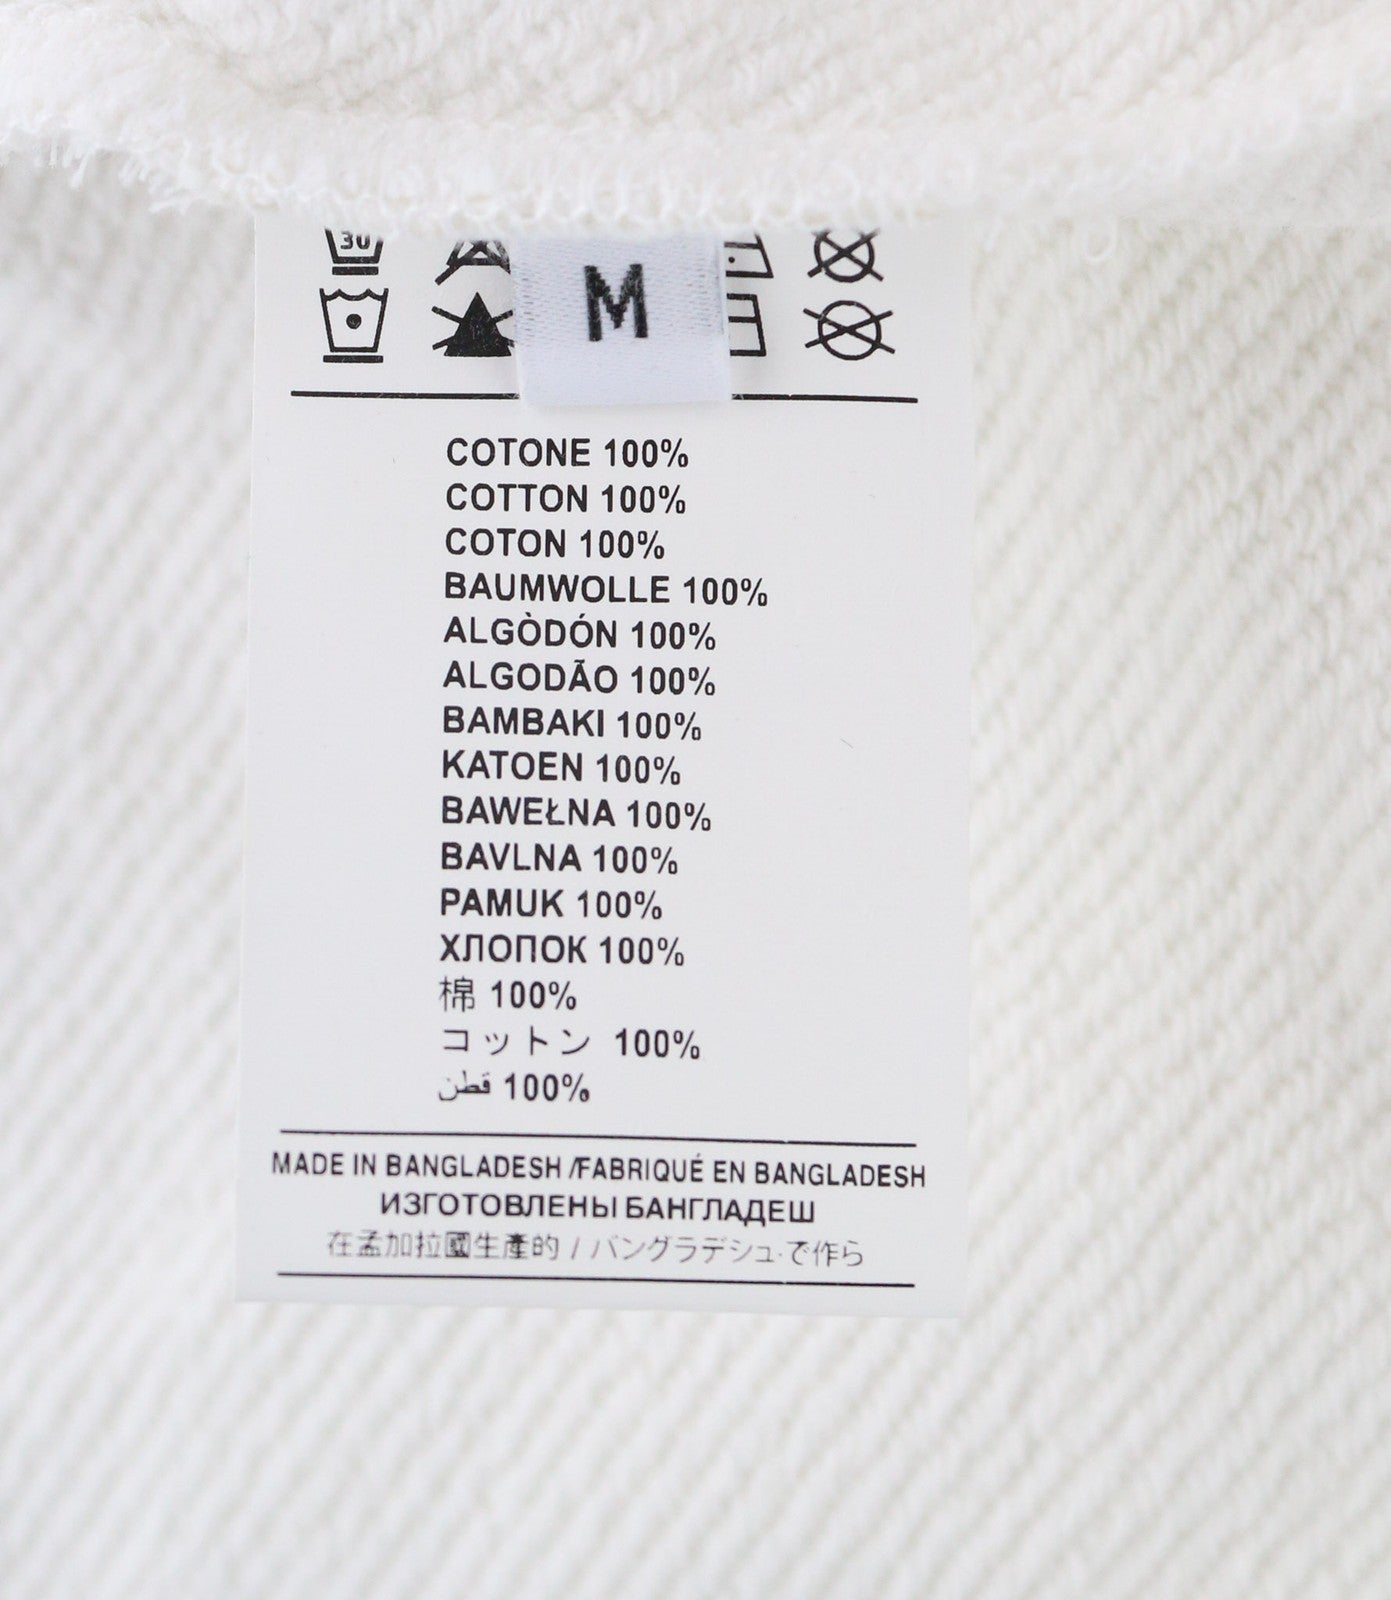 30
M
COTONE 100%
COTTON 100%
COTON 100%
BAUMWOLLE 100%
ALGÒDÓN 100%
ALGODÃO 100%
BAMBAKI 100%
KATOEN 100%
BAWEŁNA 100%
BAVLNA 100%
PAMUK 100%
ХЛОПОК 100%
棉 100%
コットン 100%
قطن 100%
MADE IN BANGLADESH /FABRIQUÉ EN BANGLADESH
ИЗГОТОВЛЕНЫ БАНГЛАДЕШ
在孟加拉國生產的 / バングラデシュ·で作ら